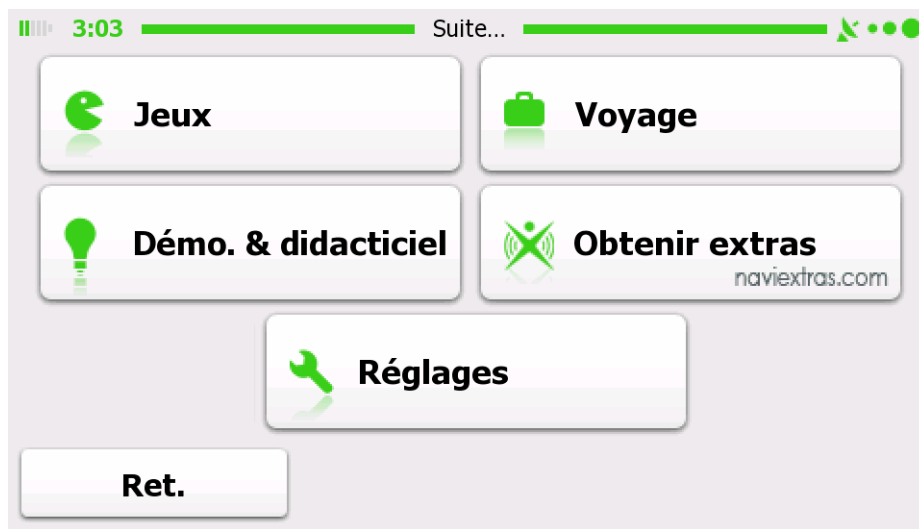 3:03 Suite...
Jeux Voyage
Démo. & didacticiel Obtenir extras
naviextras.com
Réglages
Ret.